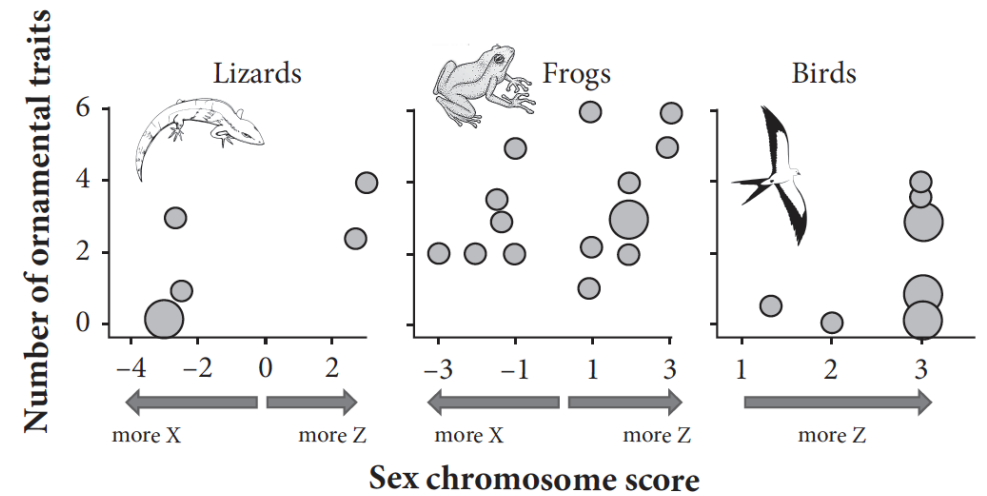 Number of ornamental traits
Lizards
Frogs
Birds
6
4
2
0
–4 –2 0 2
–3 –1 1 3
1 2 3
more X more Z
more X more Z
more Z
Sex chromosome score